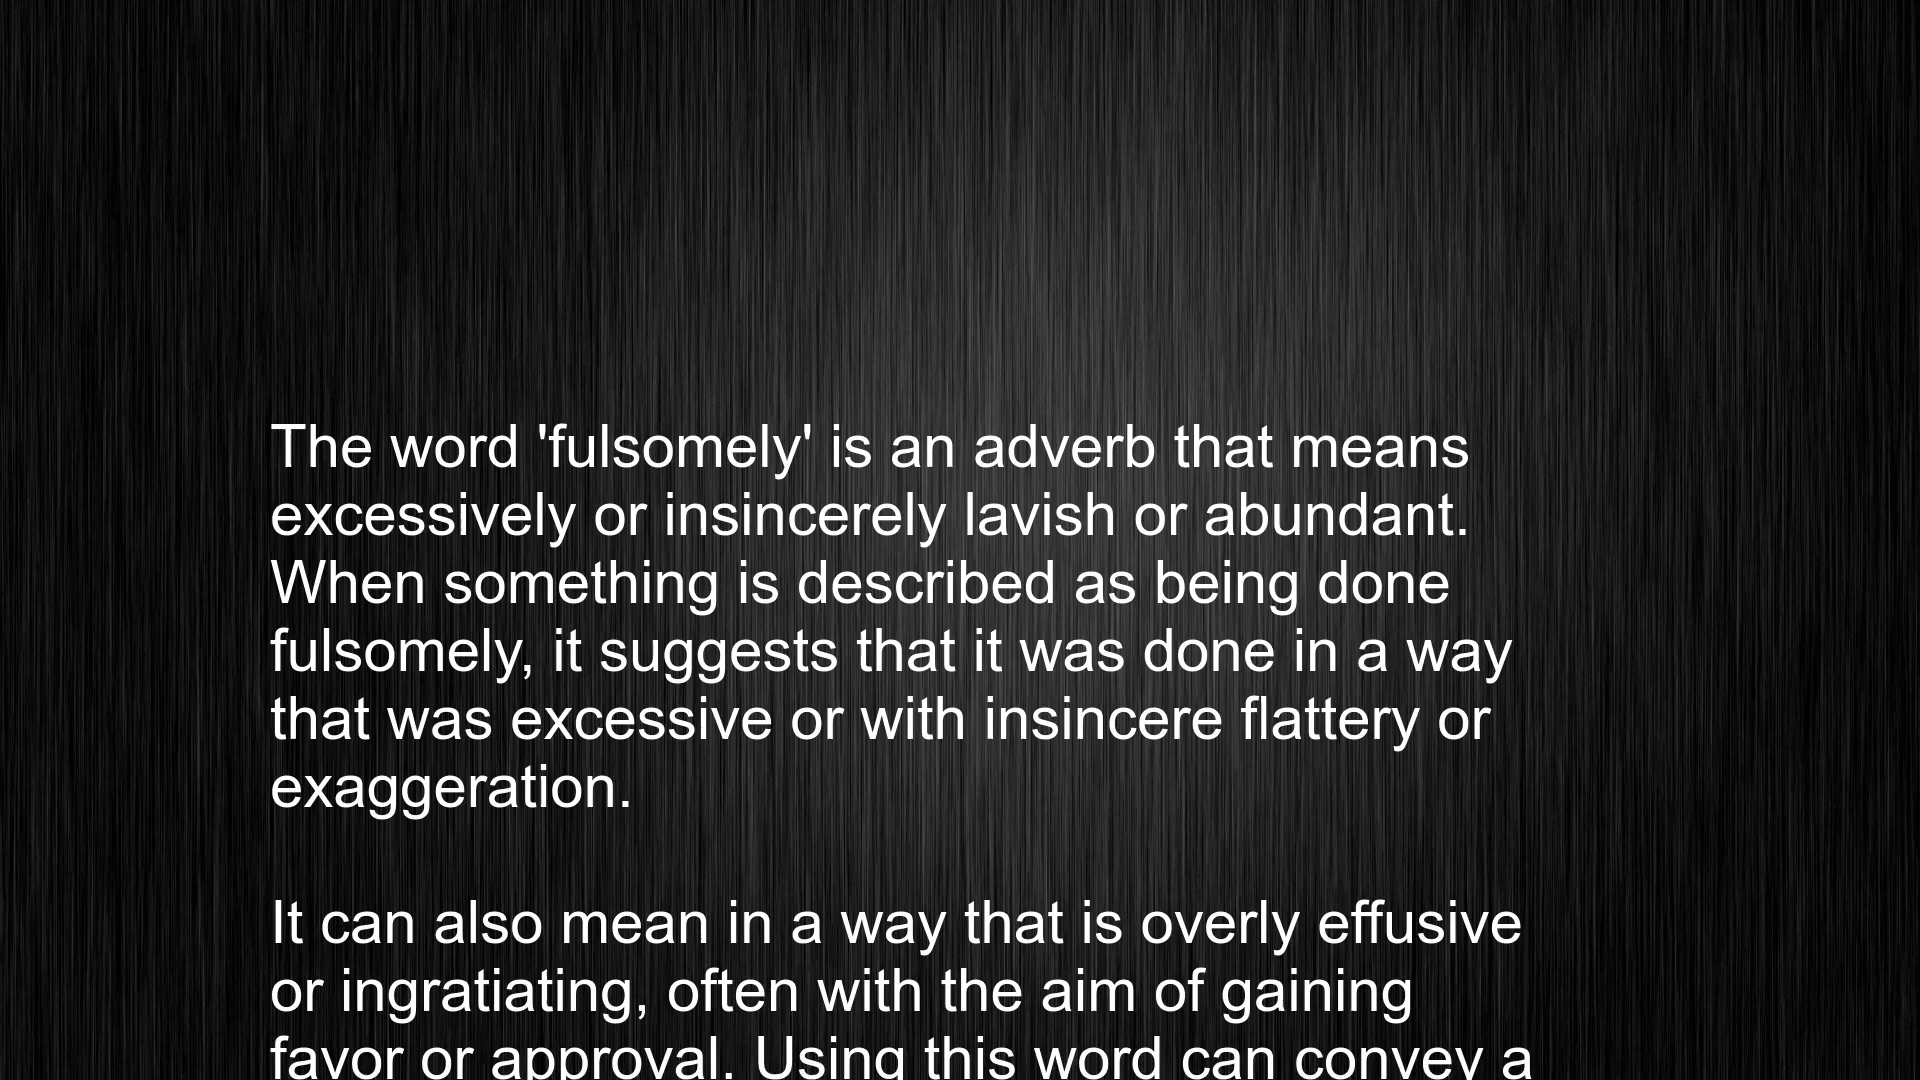 The word 'fulsomely' is an adverb that means
excessively or insincerely lavish or abundant.
When something is described as being done
fulsomely, it suggests that it was done in a way
that was excessive or with insincere flattery or
exaggeration.
It can also mean in a way that is overly effusive
or ingratiating, often with the aim of gaining
favor or approval. Using this word can convey a